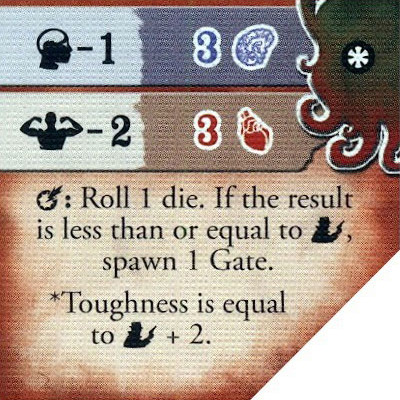 -1 3 *
-2 3
: Roll 1 die. If the result
is less than or equal to ,
spawn 1 Gate.
*Toughness is equal
to + 2.